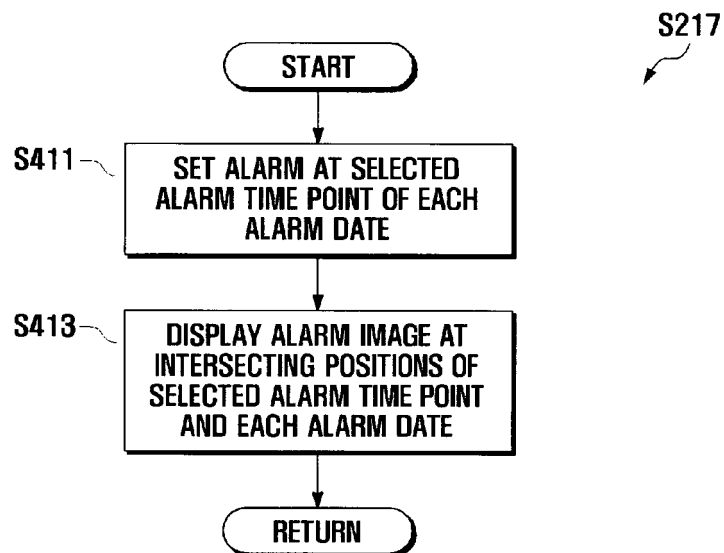 S217
START
S411
SET ALARM AT SELECTED
ALARM TIME POINT OF EACH
ALARM DATE
S413
DISPLAY ALARM IMAGE AT
INTERSECTING POSITIONS OF
SELECTED ALARM TIME POINT
AND EACH ALARM DATE
RETURN